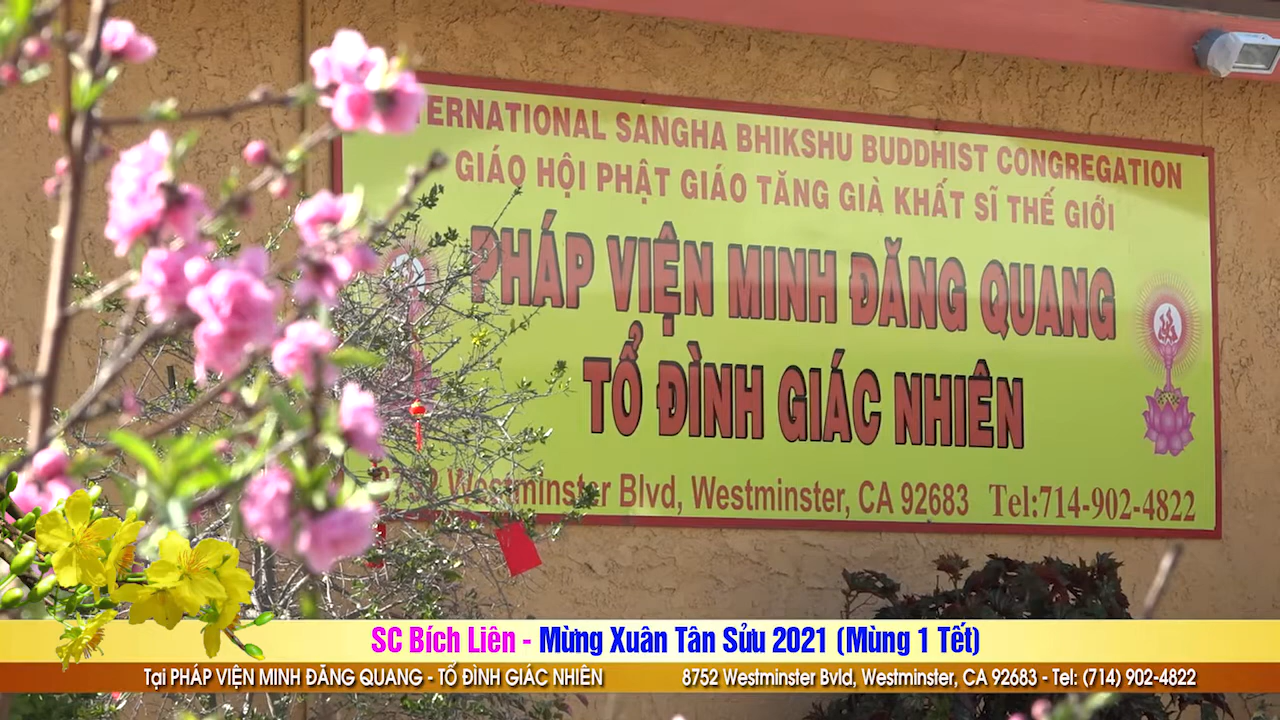 TERNATIONAL SANGHA BHIKSHU BUDDHIST CONGREGATION
GIÁO HỘI PHẬT GIÁO TĂNG GIÀ KHẤT SĨ THẾ GIỚI
PHÁP VIỆN MINH ĐĂNG QUANG
TỔ ĐÌNH GIÁC NHIÊN
8752 Westminster Blvd, Westminster, CA 92683 Tel:714-902-4822
SC Bích Liên - Mừng Xuân Tân Sửu 2021 (Mùng 1 Tết)
Tại PHÁP VIỆN MINH ĐĂNG QUANG - TỔ ĐÌNH GIÁC NHIÊN 8752 Westminster Bvld, Westminster, CA 92683 - Tel: (714) 902-4822